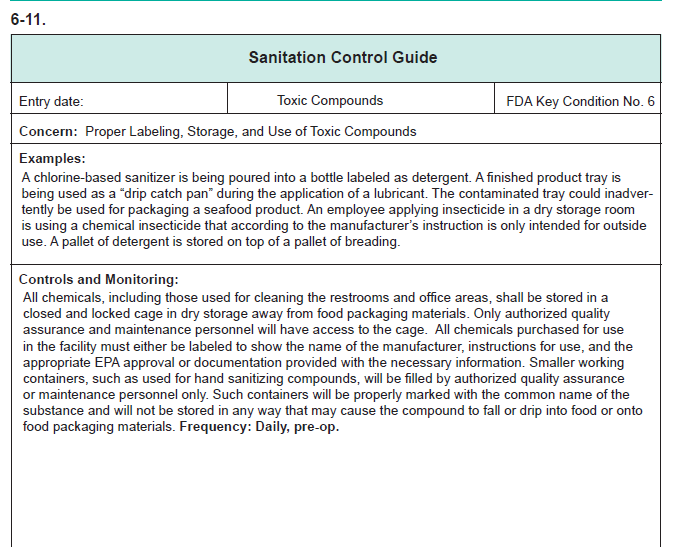 6-11.
Sanitation Control Guide
Entry date:
Toxic Compounds
FDA Key Condition No. 6
Concern: Proper Labeling, Storage, and Use of Toxic Compounds
Examples:
A chlorine-based sanitizer is being poured into a bottle labeled as detergent. A finished product tray is
being used as a “drip catch pan” during the application of a lubricant. The contaminated tray could inadver-
tently be used for packaging a seafood product. An employee applying insecticide in a dry storage room
is using a chemical insecticide that according to the manufacturer’s instruction is only intended for outside
use. A pallet of detergent is stored on top of a pallet of breading.
Controls and Monitoring:
All chemicals, including those used for cleaning the restrooms and office areas, shall be stored in a
closed and locked cage in dry storage away from food packaging materials. Only authorized quality
assurance and maintenance personnel will have access to the cage.  All chemicals purchased for use
in the facility must either be labeled to show the name of the manufacturer, instructions for use, and the
appropriate EPA approval or documentation provided with the necessary information. Smaller working
containers, such as used for hand sanitizing compounds, will be filled by authorized quality assurance
or maintenance personnel only. Such containers will be properly marked with the common name of the
substance and will not be stored in any way that may cause the compound to fall or drip into food or onto
food packaging materials. Frequency: Daily, pre-op.